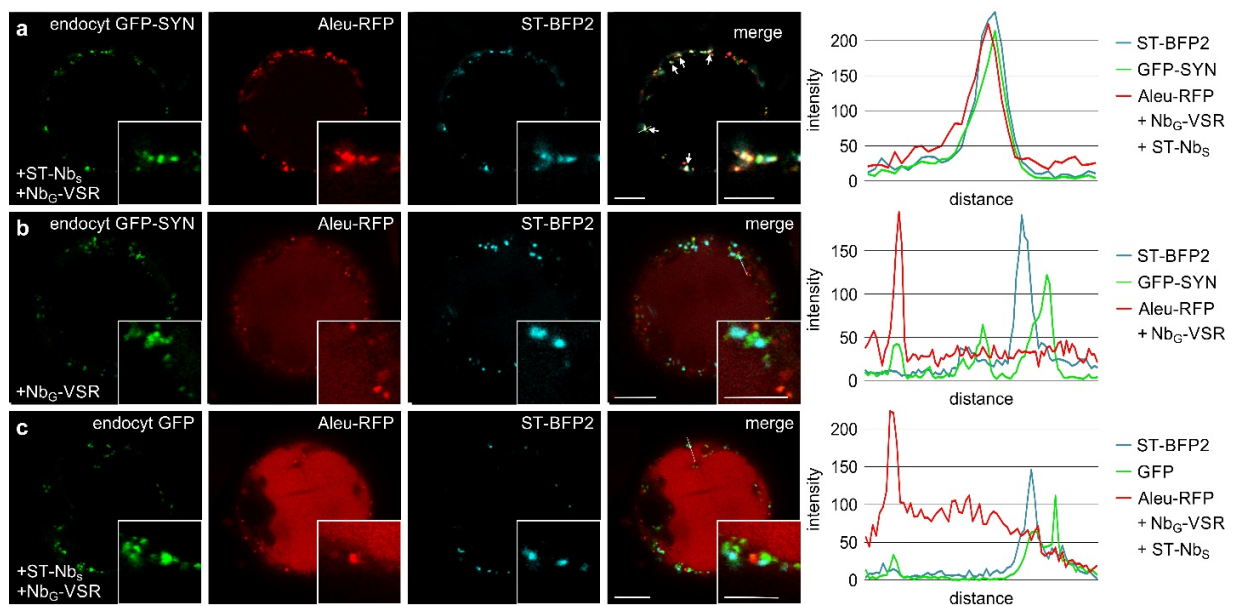 a endocyt GFP-SYN Aleu-RFP ST-BFP2 merge
+ST-Nbs
+NbG-VSR
intensity
200
150
100
50
0
distance
ST-BFP2
GFP-SYN
Aleu-RFP
+ NbG-VSR
+ ST-Nbs
b endocyt GFP-SYN Aleu-RFP ST-BFP2 merge
+NbG-VSR
intensity
150
100
50
0
distance
ST-BFP2
GFP-SYN
Aleu-RFP
+ NbG-VSR
c endocyt GFP Aleu-RFP ST-BFP2 merge
+ST-Nbs
+NbG-VSR
intensity
200
150
100
50
0
distance
ST-BFP2
GFP
Aleu-RFP
+ NbG-VSR
+ ST-Nbs